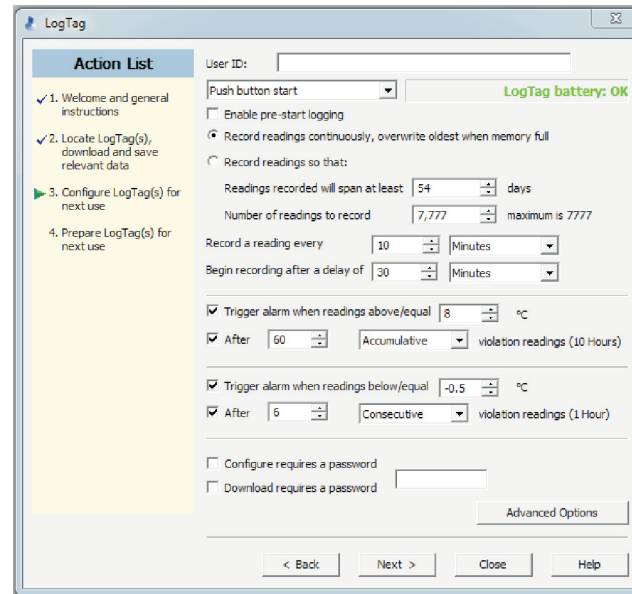 LogTag
Action List
1. Welcome and general
instructions
2. Locate LogTag(s),
download and save
relevant data
3. Configure LogTag(s) for
next use
4. Prepare LogTag(s) for
next use
User ID:
Push button start
LogTag battery: OK
Enable pre-start logging
Record readings continuously, overwrite oldest when memory full
Record readings so that:
Readings recorded will span at least 54 days
Number of readings to record 7,777 maximum is 7777
Record a reading every 10 Minutes
Begin recording after a delay of 30 Minutes
Trigger alarm when readings above/equal 8 °C
After 60 Accumulative violation readings (10 Hours)
Trigger alarm when readings below/equal -0.5 °C
After 6 Consecutive violation readings (1 Hour)
Configure requires a password
Download requires a password
Advanced Options
< Back Next > Close Help